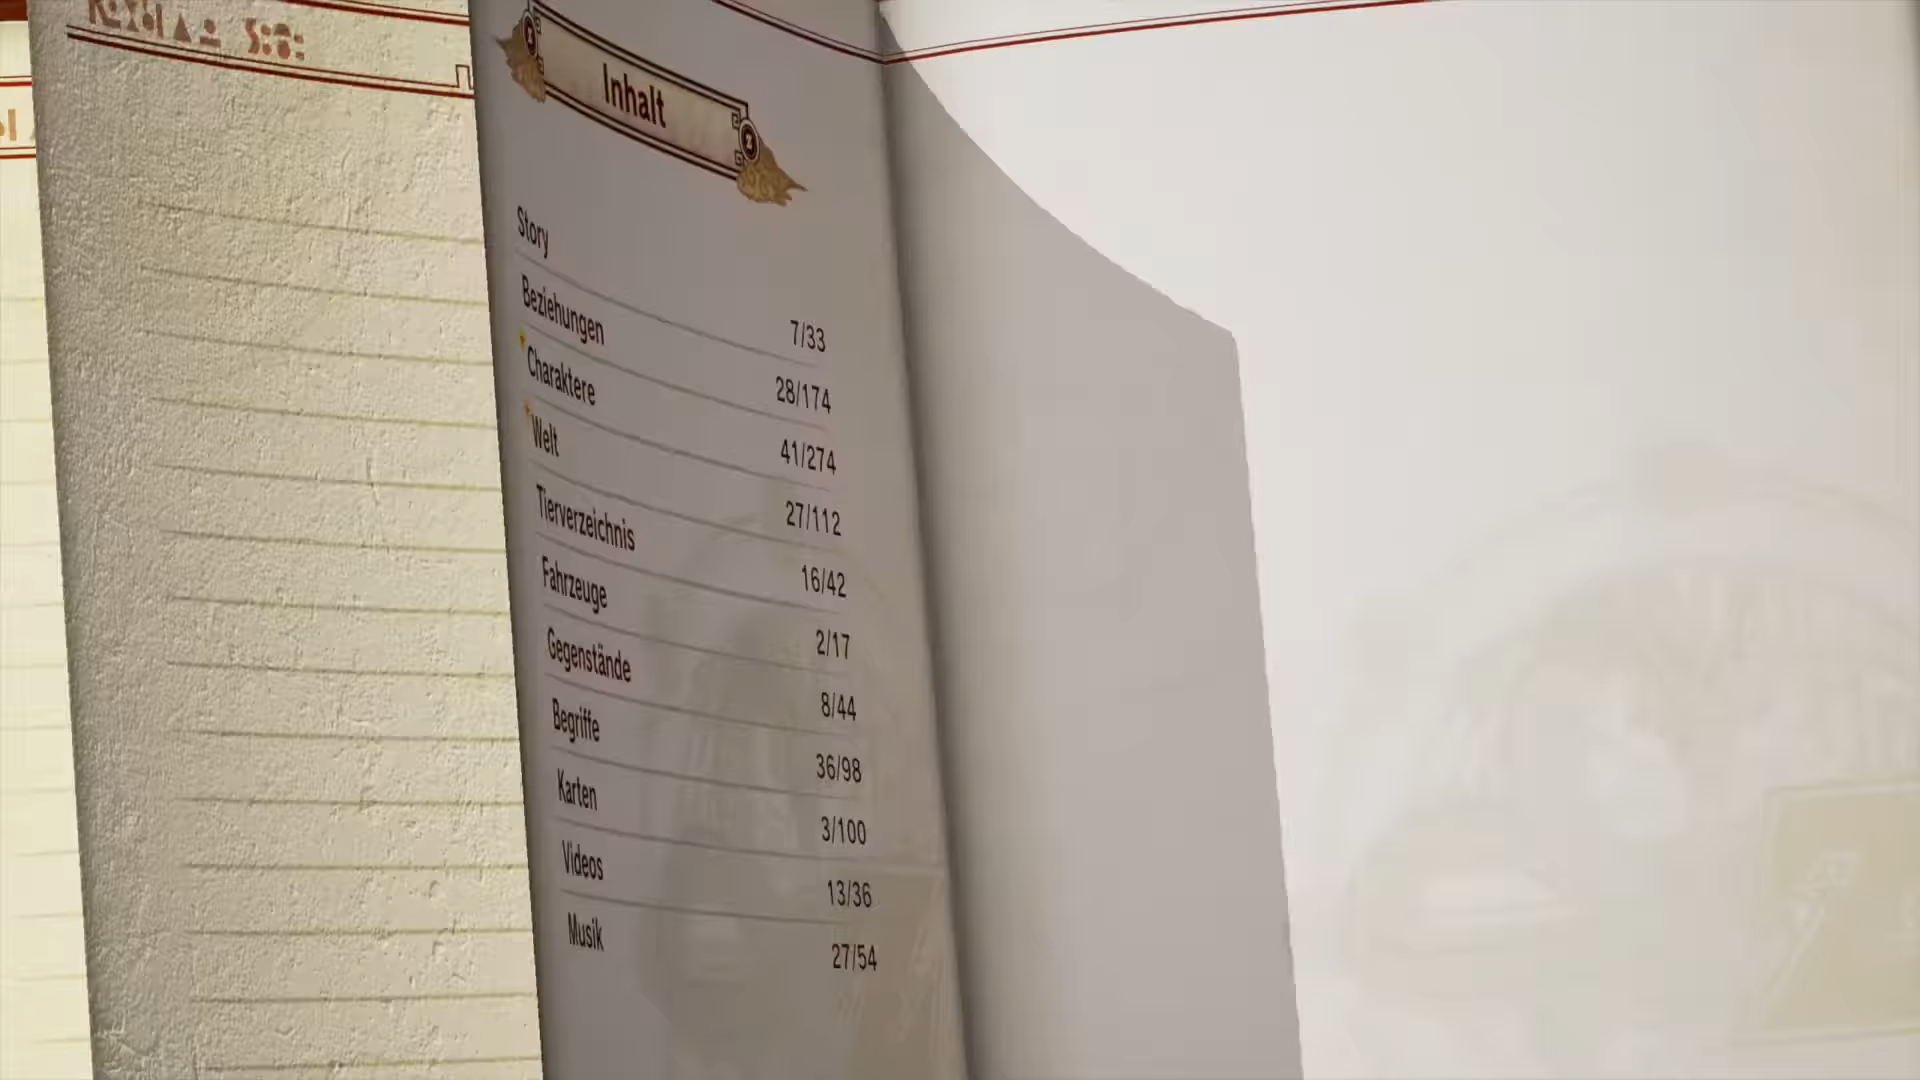 Inhalt
Story 7/33
Beziehungen 28/174
Charaktere 41/274
Welt 27/112
Tierverzeichnis 16/42
Fahrzeuge 2/17
Gegenstände 8/44
Begriffe 36/98
Karten 3/100
Videos 13/36
Musik 27/54